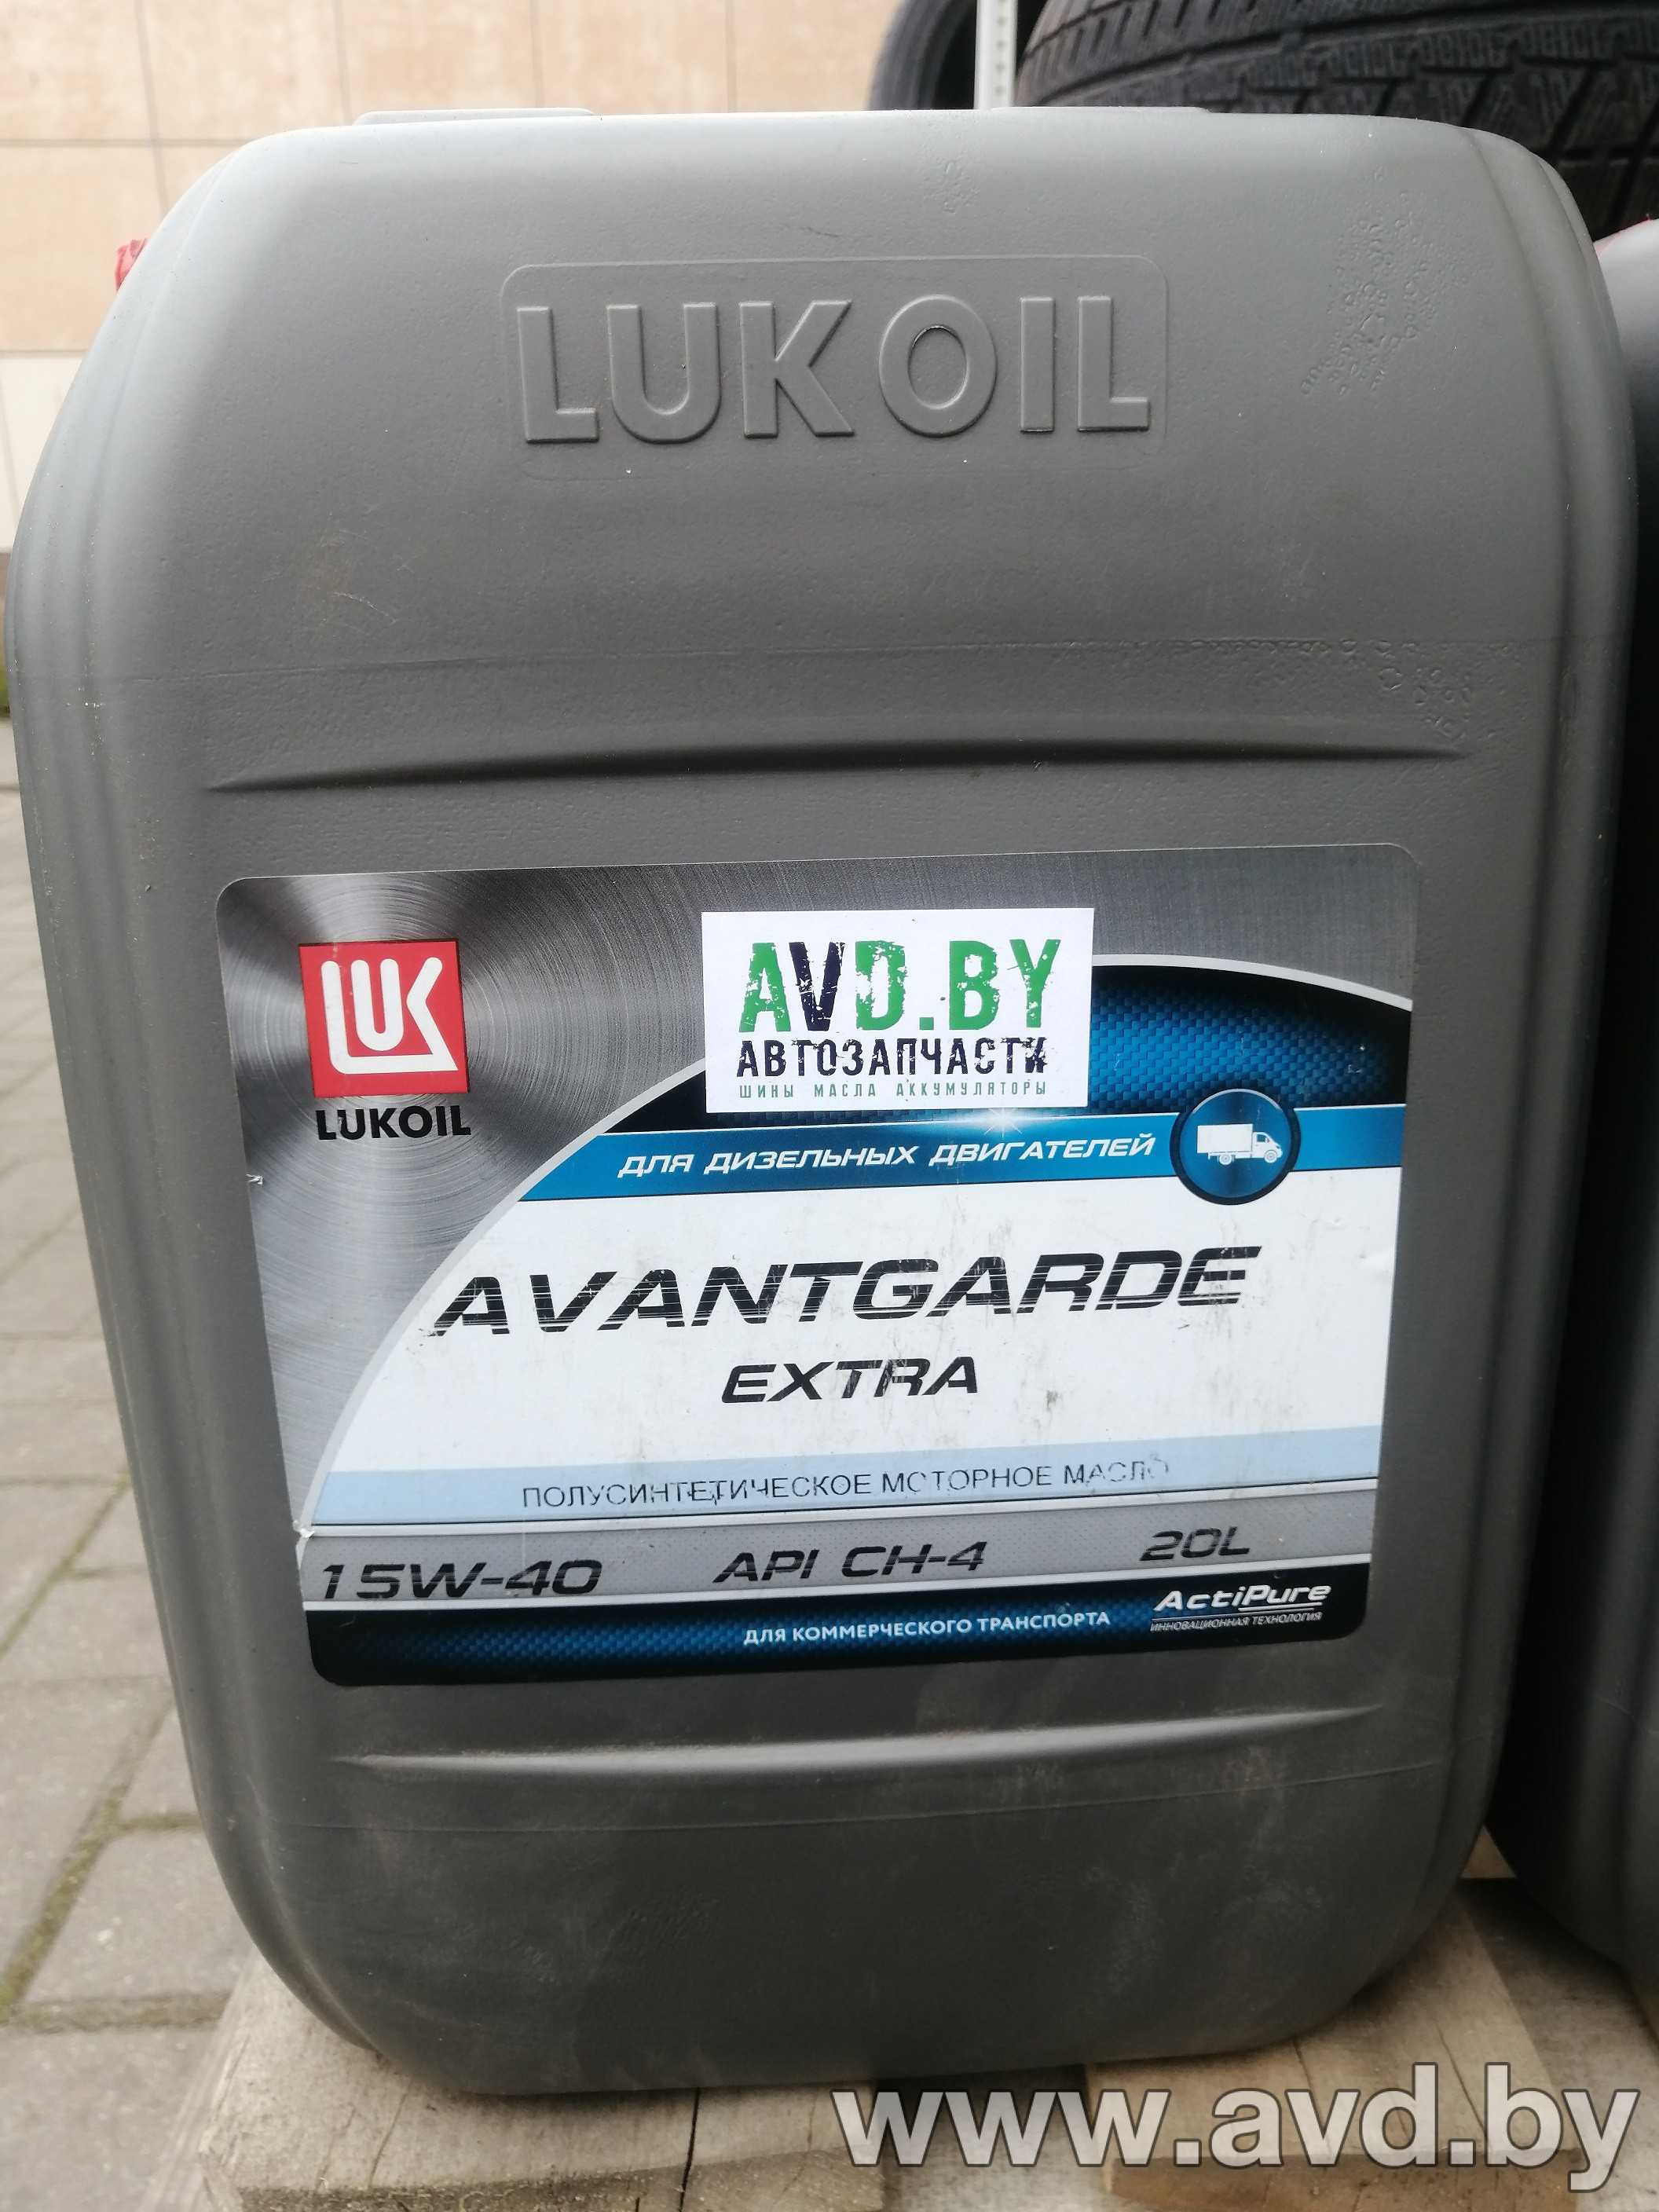 LUKOIL
LUK
LUKOIL
AVD.BY
АВТОЗАПЧАСТИ
ШИНЫ МАСЛА АККУМУЛЯТОРЫ
ДЛЯ ДИЗЕЛЬНЫХ ДВИГАТЕЛЕЙ
AVANTGARDE
EXTRA
ПОЛУСИНТЕТИЧЕСКОЕ МОТОРНОЕ МАСЛО
15W-40 API CH-4 20L
ДЛЯ КОММЕРЧЕСКОГО ТРАНСПОРТА
ActiPure
ИННОВАЦИОННАЯ ТЕХНОЛОГИЯ
www.avd.by